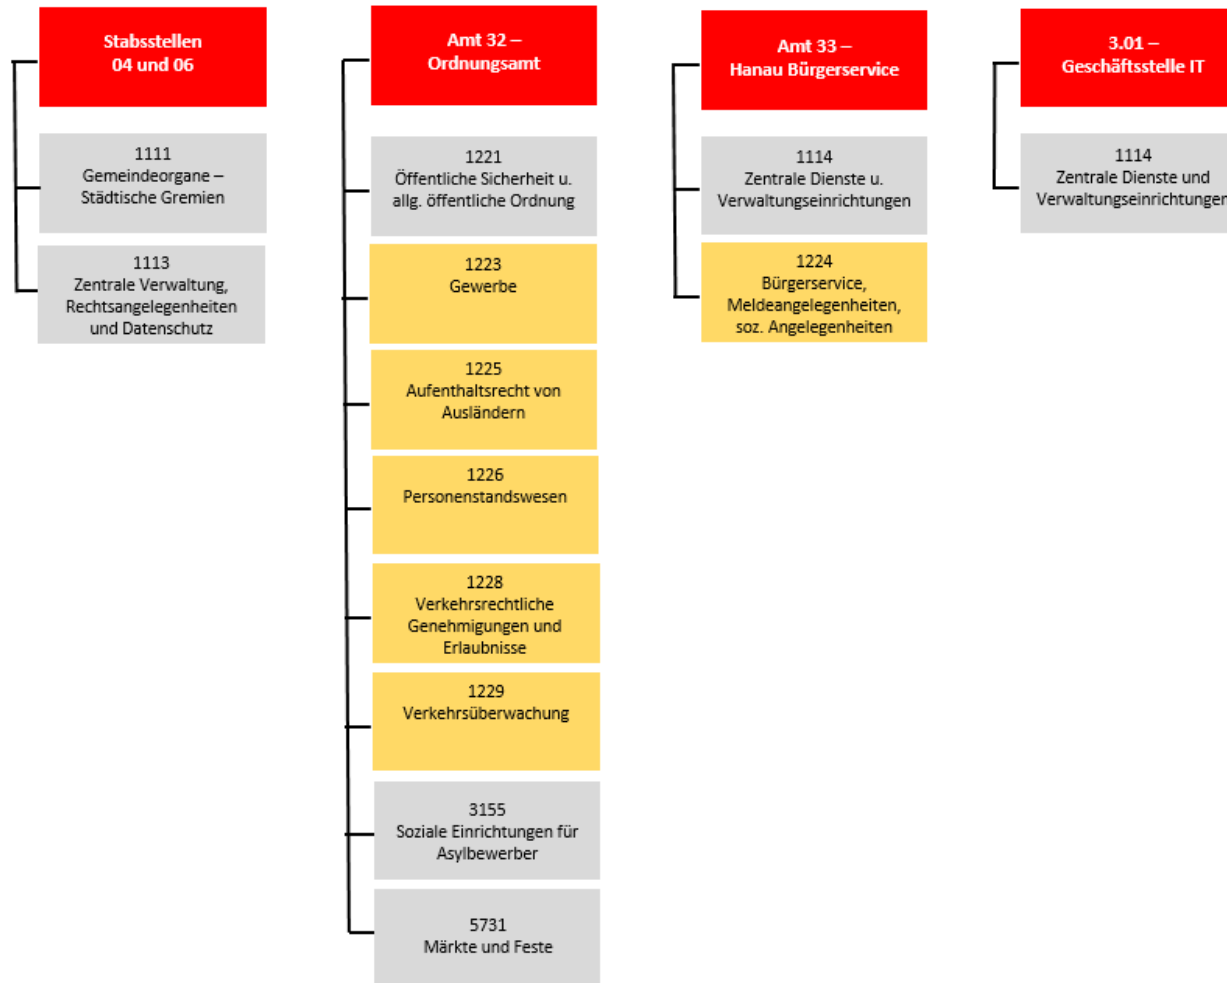 Stabsstellen
04 und 06
1111
Gemeindeorgane –
Städtische Gremien
1113
Zentrale Verwaltung,
Rechtsangelegenheiten
und Datenschutz
Amt 32 –
Ordnungsamt
1221
Öffentliche Sicherheit u.
allg. öffentliche Ordnung
1223
Gewerbe
1225
Aufenthaltsrecht von
Ausländern
1226
Personenstandswesen
1228
Verkehrsrechtliche
Genehmigungen und
Erlaubnisse
1229
Verkehrsüberwachung
3155
Soziale Einrichtungen für
Asylbewerber
5731
Märkte und Feste
Amt 33 –
Hanau Bürgerservice
1114
Zentrale Dienste u.
Verwaltungseinrichtungen
1224
Bürgerservice,
Meldeangelegenheiten,
soz. Angelegenheiten
3.01 –
Geschäftsstelle IT
1114
Zentrale Dienste und
Verwaltungseinrichtungen